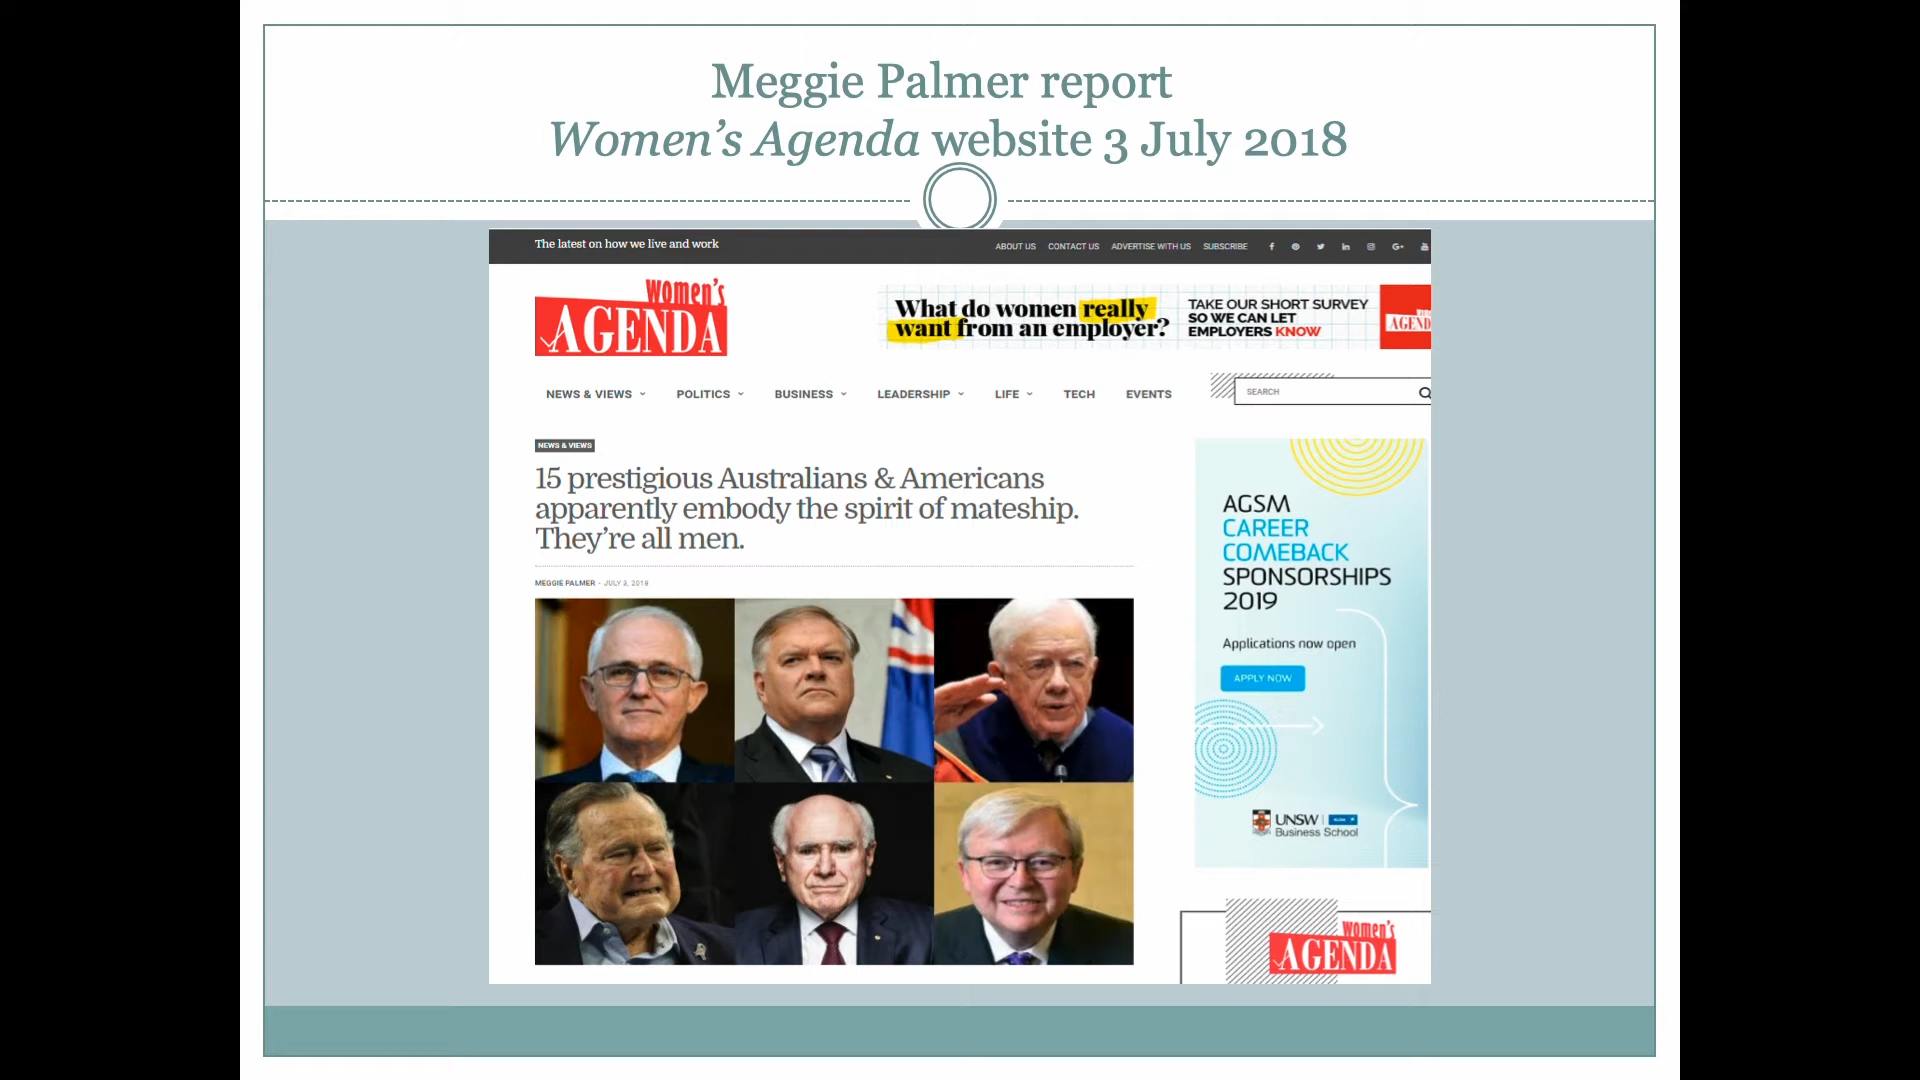 Meggie Palmer report
Women's Agenda website 3 July 2018
The latest on how we live and work
ABOUT US CONTACT US ADVERTISE WITH US SUBSCRIBE
women's
AGENDA
What do women really
want from an employer?
TAKE OUR SHORT SURVEY
SO WE CAN LET
EMPLOYERS KNOW
AGEND
NEWS & VIEWS POLITICS BUSINESS LEADERSHIP LIFE TECH EVENTS
SEARCH
NEWS & VIEWS
15 prestigious Australians & Americans
apparently embody the spirit of mateship.
They're all men.
MEGGIE PALMER - JULY 3, 2018
AGSM
CAREER
COMEBACK
SPONSORSHIPS
2019
Applications now open
APPLY NOW
UNSW
Business School
women's
AGENDA